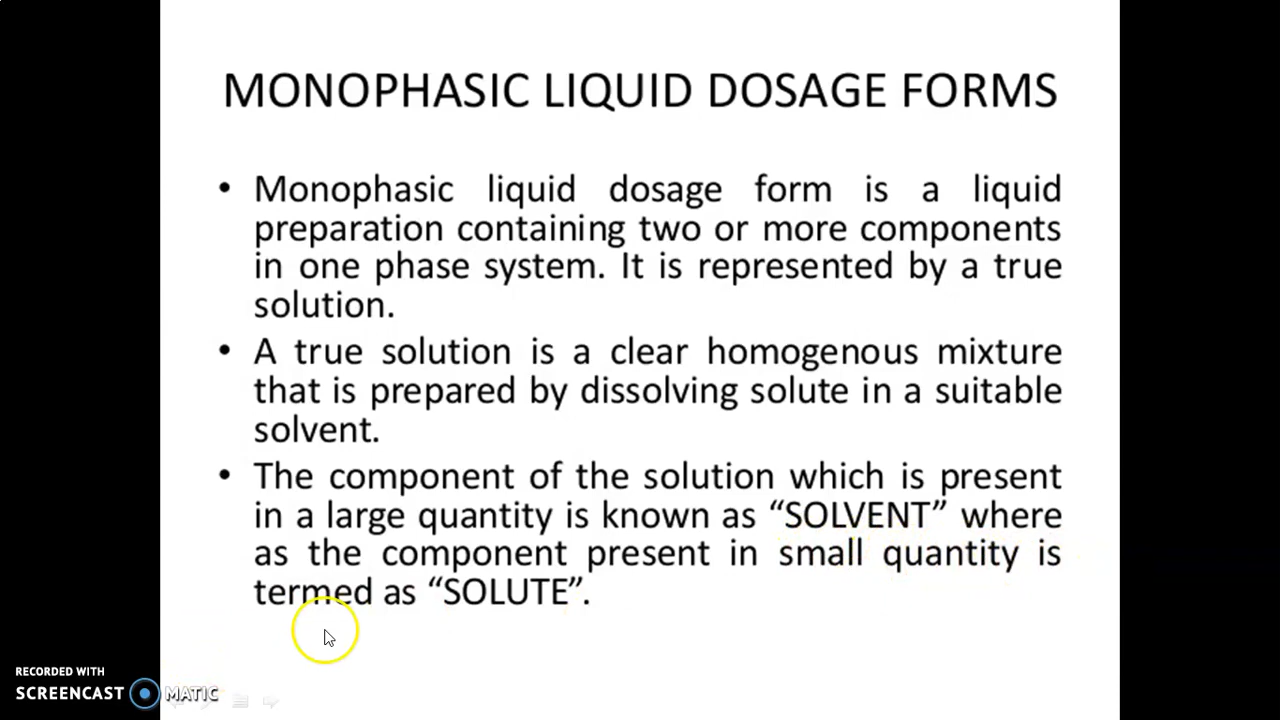 MONOPHASIC LIQUID DOSAGE FORMS
• Monophasic liquid dosage form is a liquid
preparation containing two or more components
in one phase system. It is represented by a true
solution.
• A true solution is a clear homogenous mixture
that is prepared by dissolving solute in a suitable
solvent.
• The component of the solution which is present
in a large quantity is known as “SOLVENT” where
as the component present in small quantity is
termed as “SOLUTE”.
RECORDED WITH
SCREENCAST MATIC